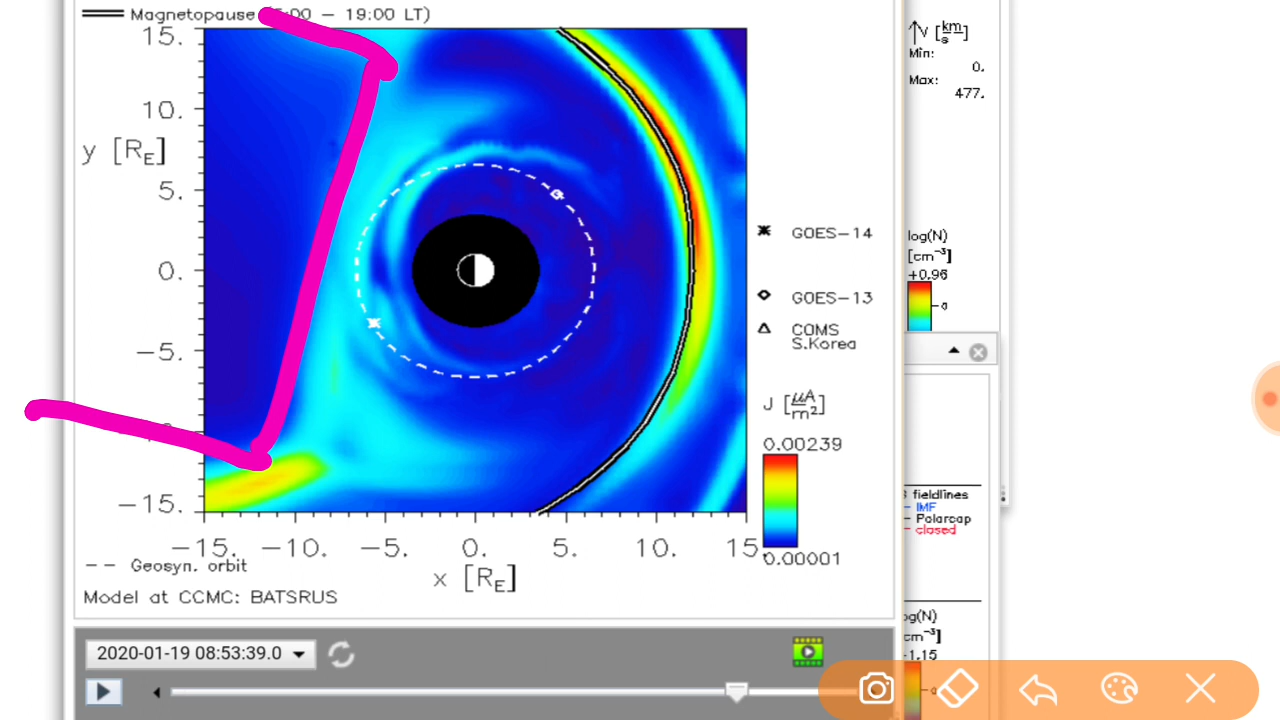 Magnetopause (5:00 – 19:00 LT)
15.
10.
5.
0.
−5.
−15.
y [RE]
−15. −10. −5. 0. 5. 10. 15.
x [RE]
-- Geosyn. orbit
Model at CCMC: BATSRUS
GOES−14
GOES−13
COMS
S.Korea
J [μA/m²]
0.00239
0.00001
2020-01-19 08:53:39.0
V [km/s]
Min:
0.
Max:
477.
log(N)
[cm⁻³]
+0.96
fieldlines
IMF
Polarcap
closed